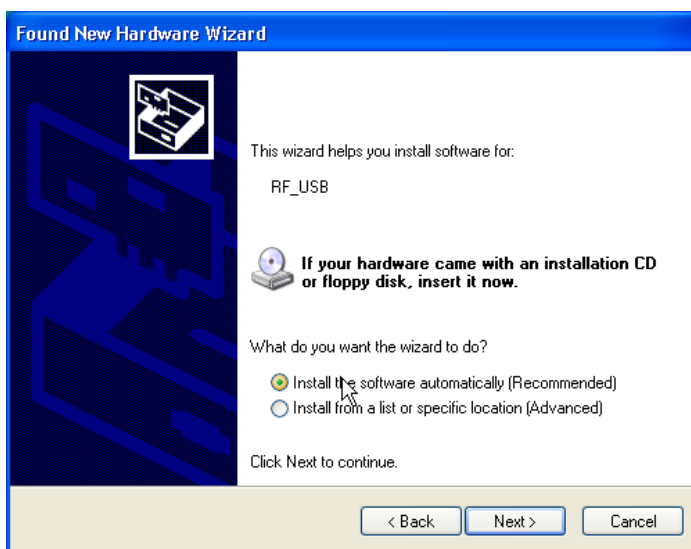 Found New Hardware Wizard
This wizard helps you install software for:
RF_USB
If your hardware came with an installation CD
or floppy disk, insert it now.
What do you want the wizard to do?
Install the software automatically (Recommended)
Install from a list or specific location (Advanced)
Click Next to continue.
< Back
Next >
Cancel